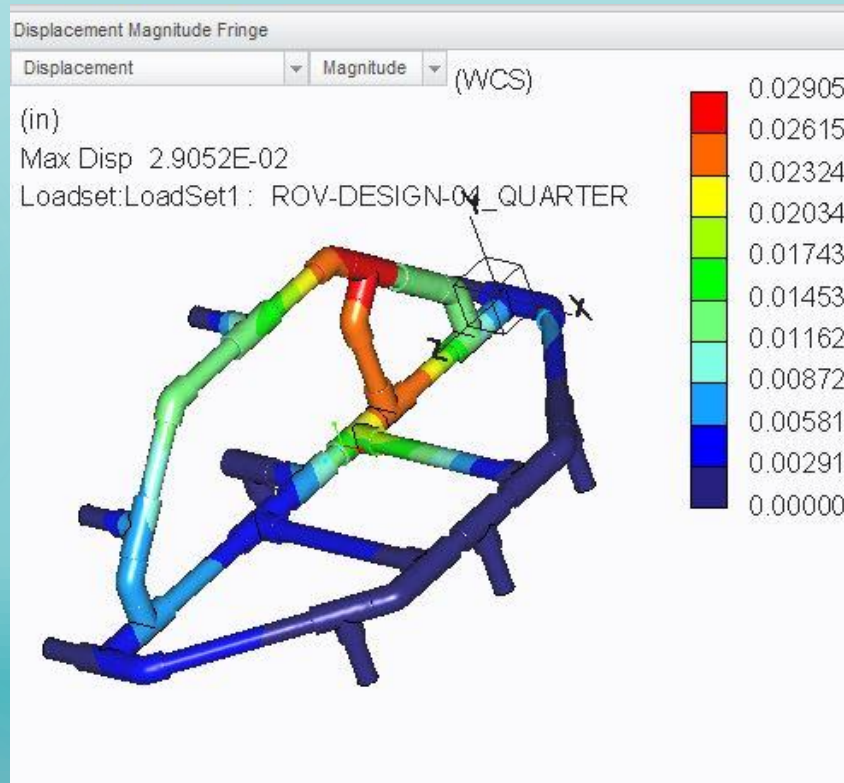 Displacement Magnitude Fringe
Displacement Magnitude (WCS)
(in)
Max Disp 2.9052E-02
Loadset:LoadSet1 : ROV-DESIGN-04_QUARTER
0.02905
0.02615
0.02324
0.02034
0.01743
0.01453
0.01162
0.00872
0.00581
0.00291
0.00000
Y
X
Z